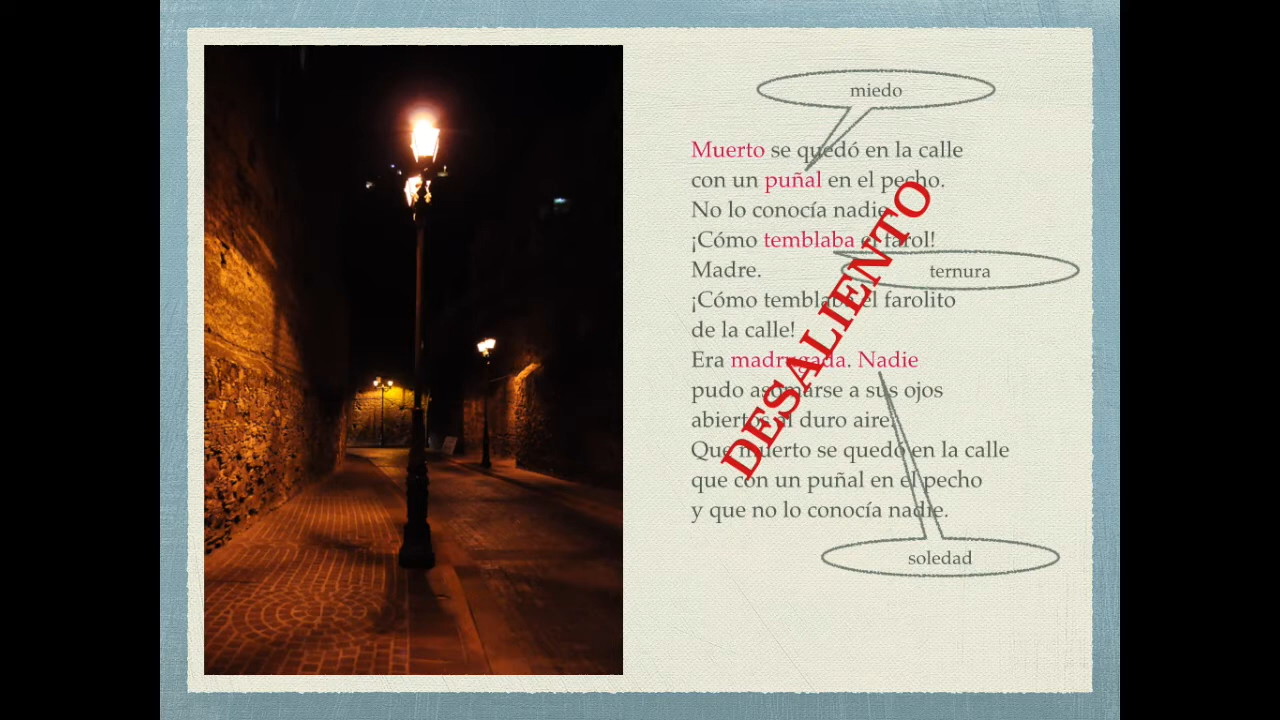 miedo
Muerto se quedó en la calle
con un puñal en el pecho.
No lo conocía nadie.
¡Cómo temblaba el farol!
Madre.
ternura
¡Cómo temblaba el farolito
de la calle!
Era madrugada. Nadie
pudo asomarse a sus ojos
abiertos al duro aire.
Que muerto se quedó en la calle
que con un puñal en el pecho
y que no lo conocía nadie.
DESALIENTO
soledad